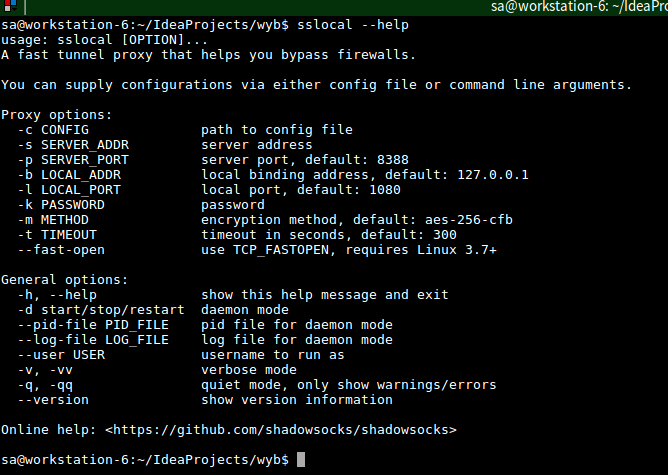 sa@workstation-6: ~/IdeaPro
sa@workstation-6:~/IdeaProjects/wyb$ sslocal --help
usage: sslocal [OPTION]...
A fast tunnel proxy that helps you bypass firewalls.

You can supply configurations via either config file or command line arguments.

Proxy options:
  -c CONFIG              path to config file
  -s SERVER_ADDR         server address
  -p SERVER_PORT         server port, default: 8388
  -b LOCAL_ADDR          local binding address, default: 127.0.0.1
  -l LOCAL_PORT          local port, default: 1080
  -k PASSWORD            password
  -m METHOD              encryption method, default: aes-256-cfb
  -t TIMEOUT             timeout in seconds, default: 300
  --fast-open            use TCP_FASTOPEN, requires Linux 3.7+

General options:
  -h, --help             show this help message and exit
  -d start/stop/restart  daemon mode
  --pid-file PID_FILE    pid file for daemon mode
  --log-file LOG_FILE    log file for daemon mode
  --user USER            username to run as
  -v, -vv                verbose mode
  -q, -qq                quiet mode, only show warnings/errors
  --version              show version information

Online help: <https://github.com/shadowsocks/shadowsocks>

sa@workstation-6:~/IdeaProjects/wyb$